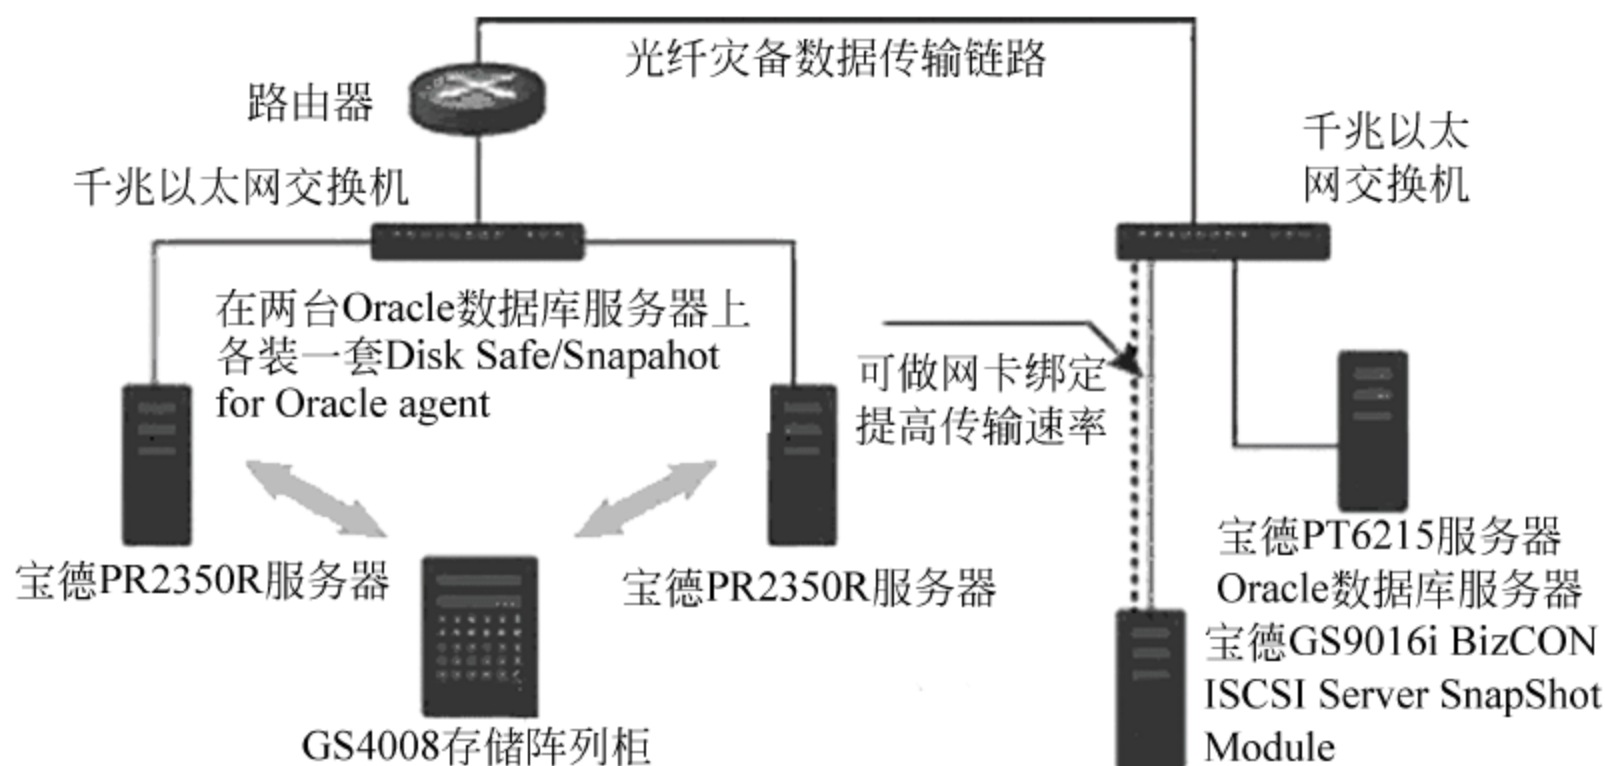 光纤灾备数据传输链路
路由器
千兆以太网交换机
千兆以太
网交换机
在两台Oracle数据库服务器上
各装一套Disk Safe/Snapahot
for Oracle agent
可做网卡绑定
提高传输速率
宝德PR2350R服务器
宝德PR2350R服务器
GS4008存储阵列柜
宝德PT6215服务器
Oracle数据库服务器
宝德GS9016i BizCON
ISCSI Server SnapShot
Module